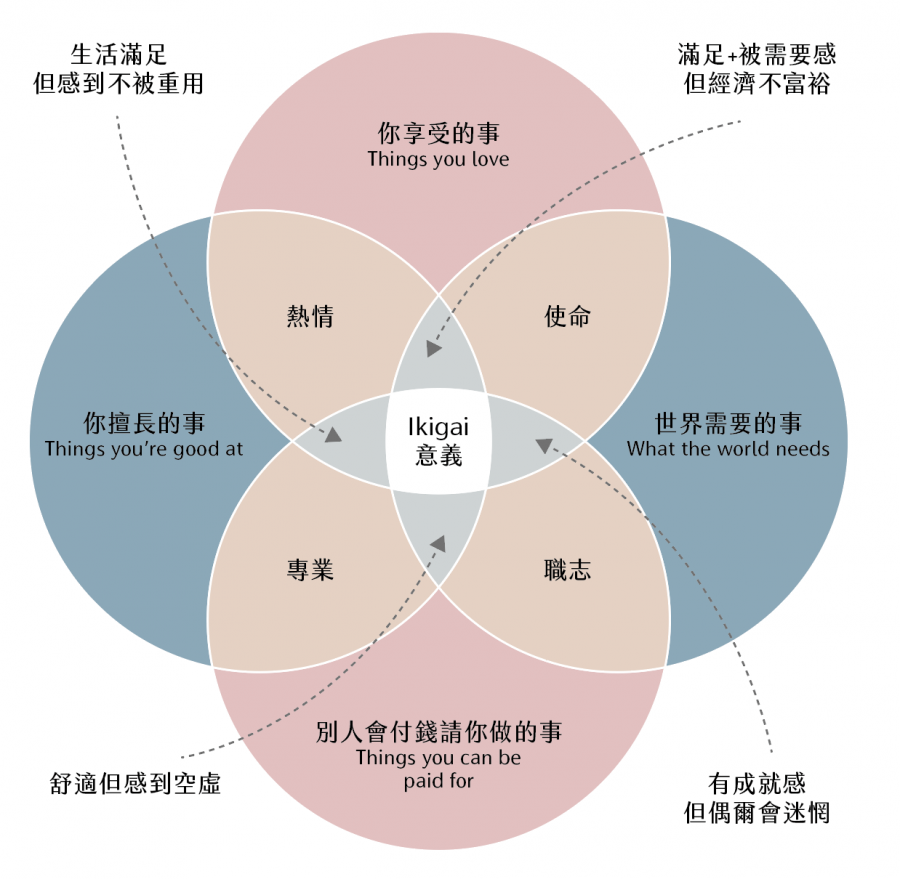 生活滿足
但感到不被重用
滿足+被需要感
但經濟不富裕
你享受的事
Things you love
熱情
使命
你擅長的事
Things you're good at
Ikigai
意義
世界需要的事
What the world needs
專業
職志
別人會付錢請你做的事
Things you can be
paid for
舒適但感到空虛
有成就感
但偶爾會迷惘